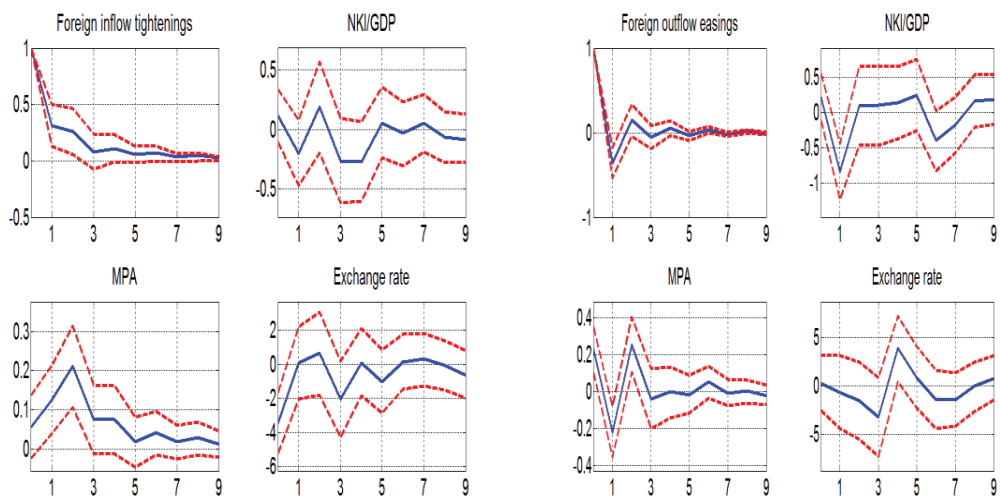 Foreign inflow tightenings
NKI/GDP
Foreign outflow easings
NKI/GDP
1
0.5
0
-0.5
1 3 5 7 9
0.5
0
-0.5
1 3 5 7 9
1
0
-1
1 3 5 7 9
0.5
0
-0.5
-1
1 3 5 7 9
MPA
Exchange rate
MPA
Exchange rate
0.3
0.2
0.1
0
1 3 5 7 9
2
0
-2
-4
-6
1 3 5 7 9
0.4
0.2
0
-0.2
-0.4
1 3 5 7 9
5
0
-5
1 3 5 7 9